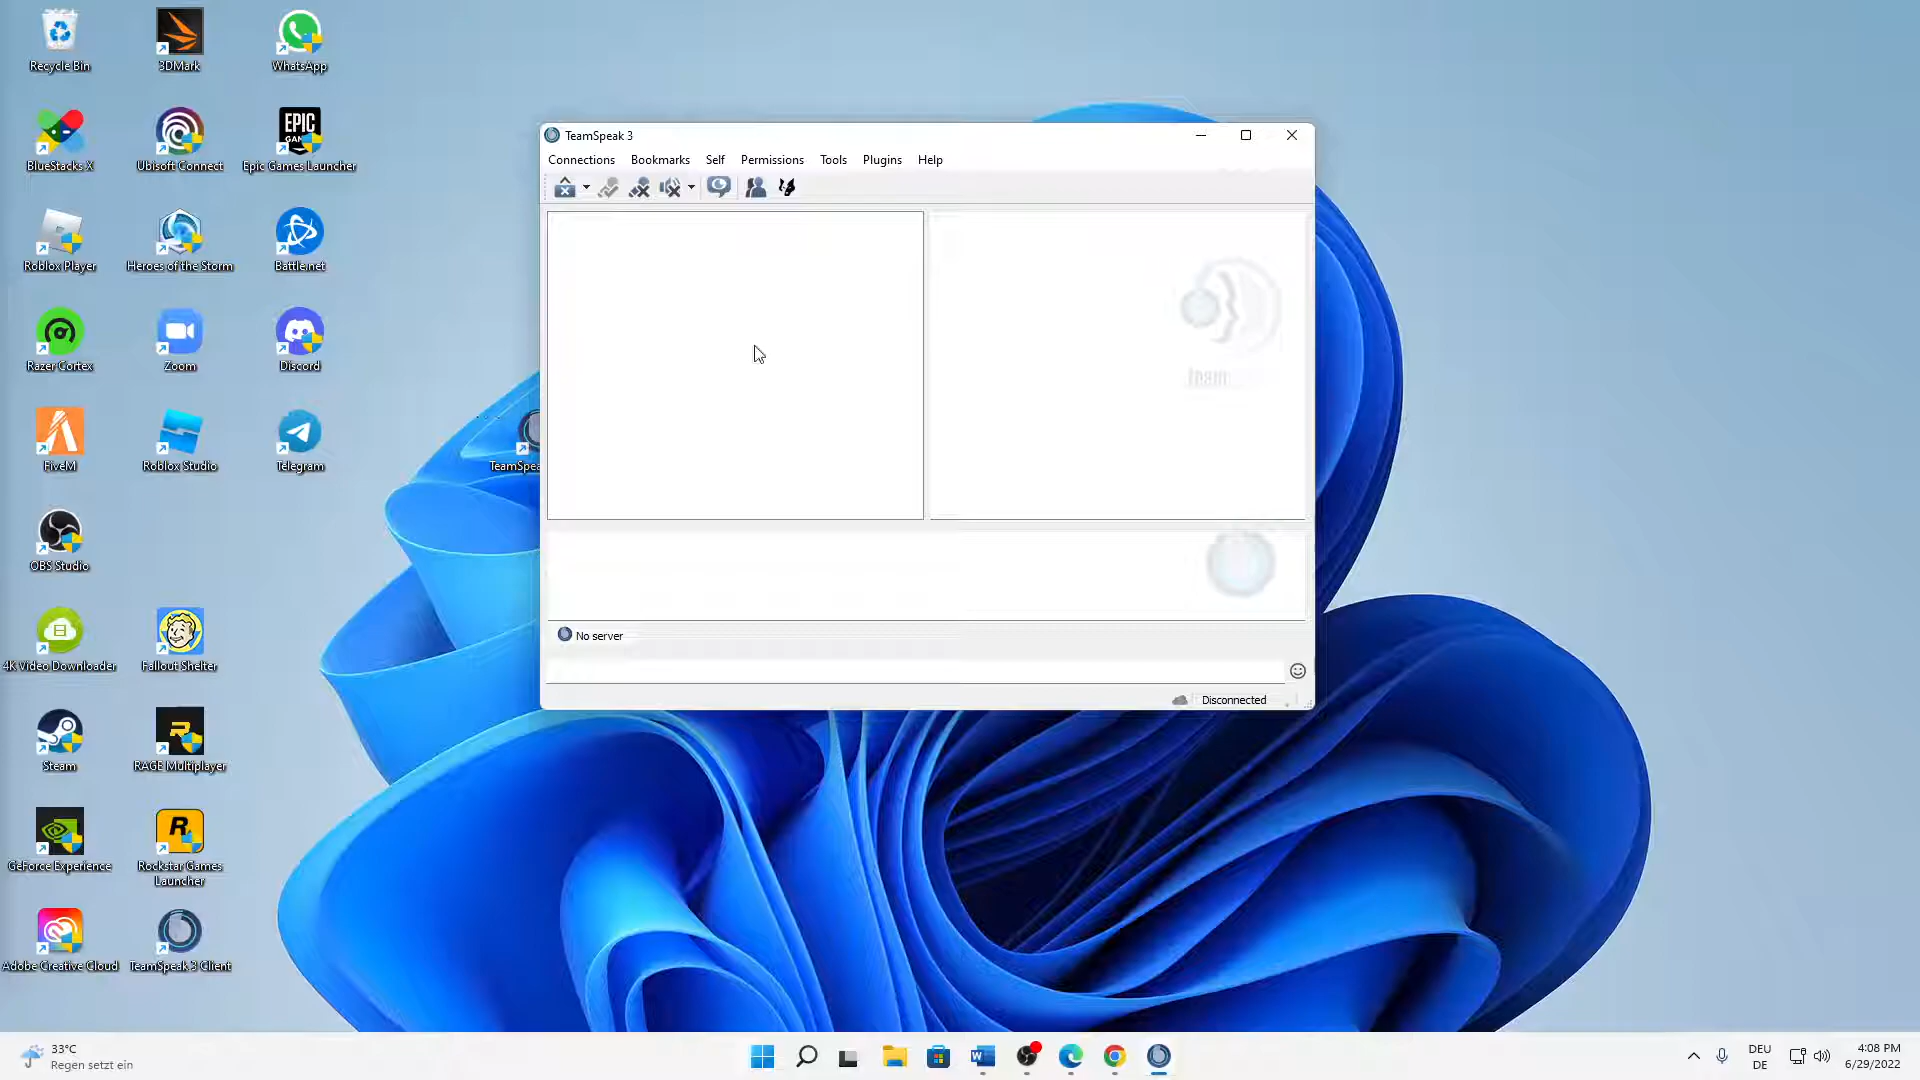 Recycle Bin
3DMark
WhatsApp
BlueStacks X
Ubisoft Connect
EPIC
Epic Games Launcher
Roblox Player
Heroes of the Storm
Battle.net
Razer Cortex
Zoom
Discord
FiveM
Roblox Studio
Telegram
OBS Studio
4K Video Downloader
Fallout Shelter
Steam
RAGE Multiplayer
GeForce Experience
Rockstar Games
Launcher
Adobe Creative Cloud
TeamSpeak 3 Client
TeamSpea
TeamSpeak 3
Connections Bookmarks Self Permissions Tools Plugins Help
team
No server
Disconnected
33°C
Regen setzt ein
DEU
DE
4:08 PM
6/29/2022